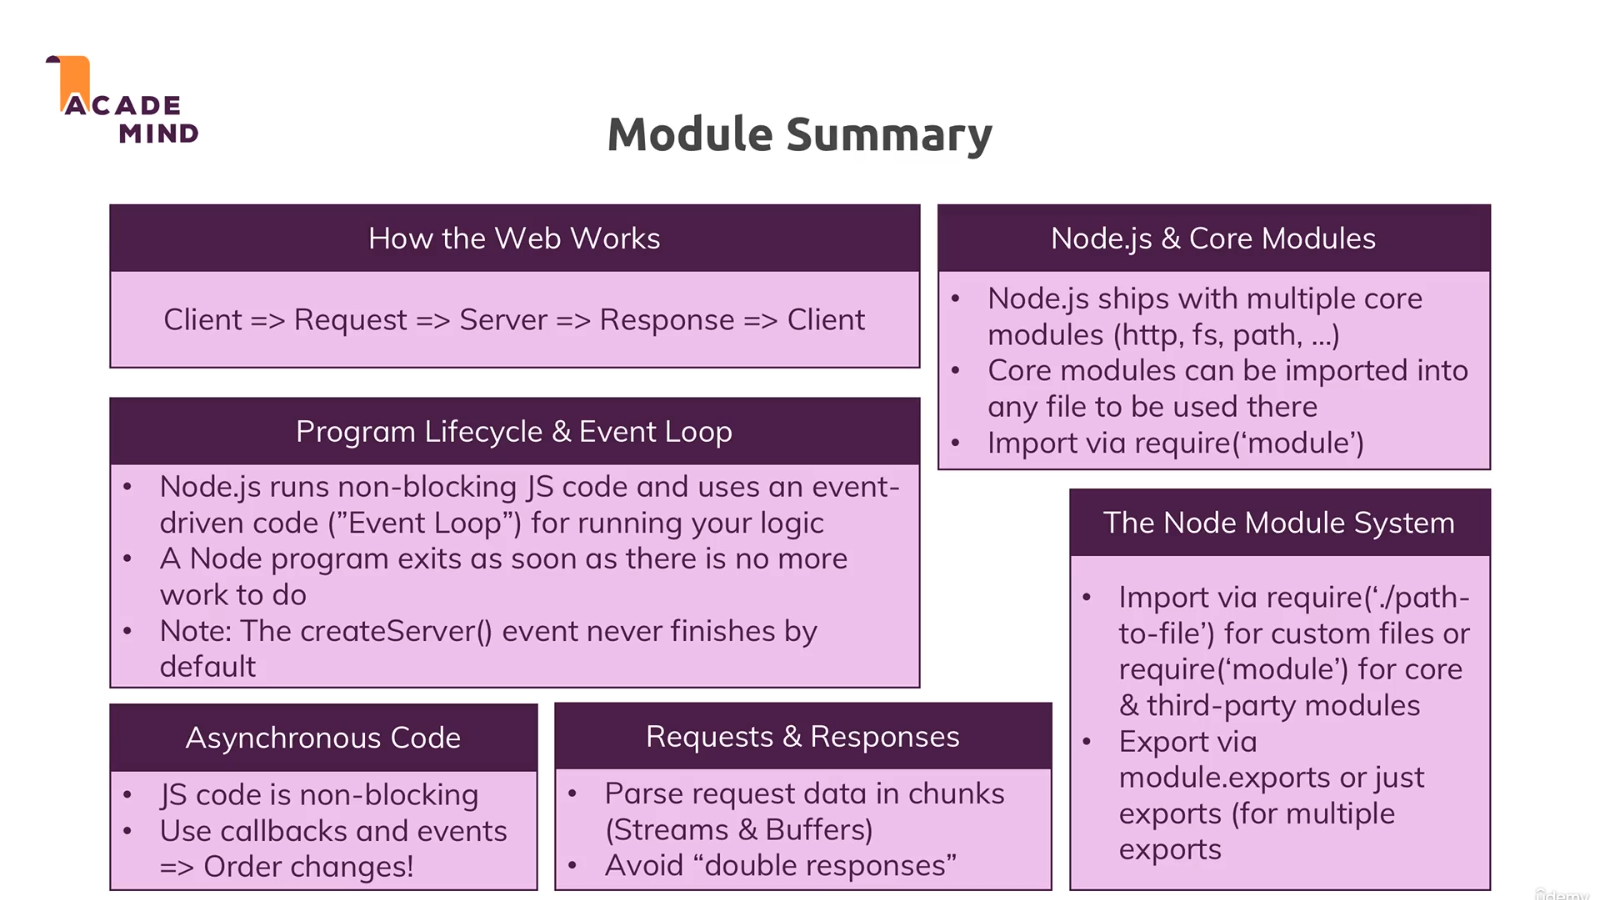 ACADE
MIND
Module Summary
How the Web Works
Client => Request => Server => Response => Client
Program Lifecycle & Event Loop
• Node.js runs non-blocking JS code and uses an event-
driven code (”Event Loop”) for running your logic
• A Node program exits as soon as there is no more
work to do
• Note: The createServer() event never finishes by
default
Asynchronous Code
• JS code is non-blocking
• Use callbacks and events
=> Order changes!
Requests & Responses
• Parse request data in chunks
(Streams & Buffers)
• Avoid “double responses”
Node.js & Core Modules
• Node.js ships with multiple core
modules (http, fs, path, …)
• Core modules can be imported into
any file to be used there
• Import via require(‘module’)
The Node Module System
• Import via require(‘./path-
to-file’) for custom files or
require(‘module’) for core
& third-party modules
• Export via
module.exports or just
exports (for multiple
exports
ûdemy